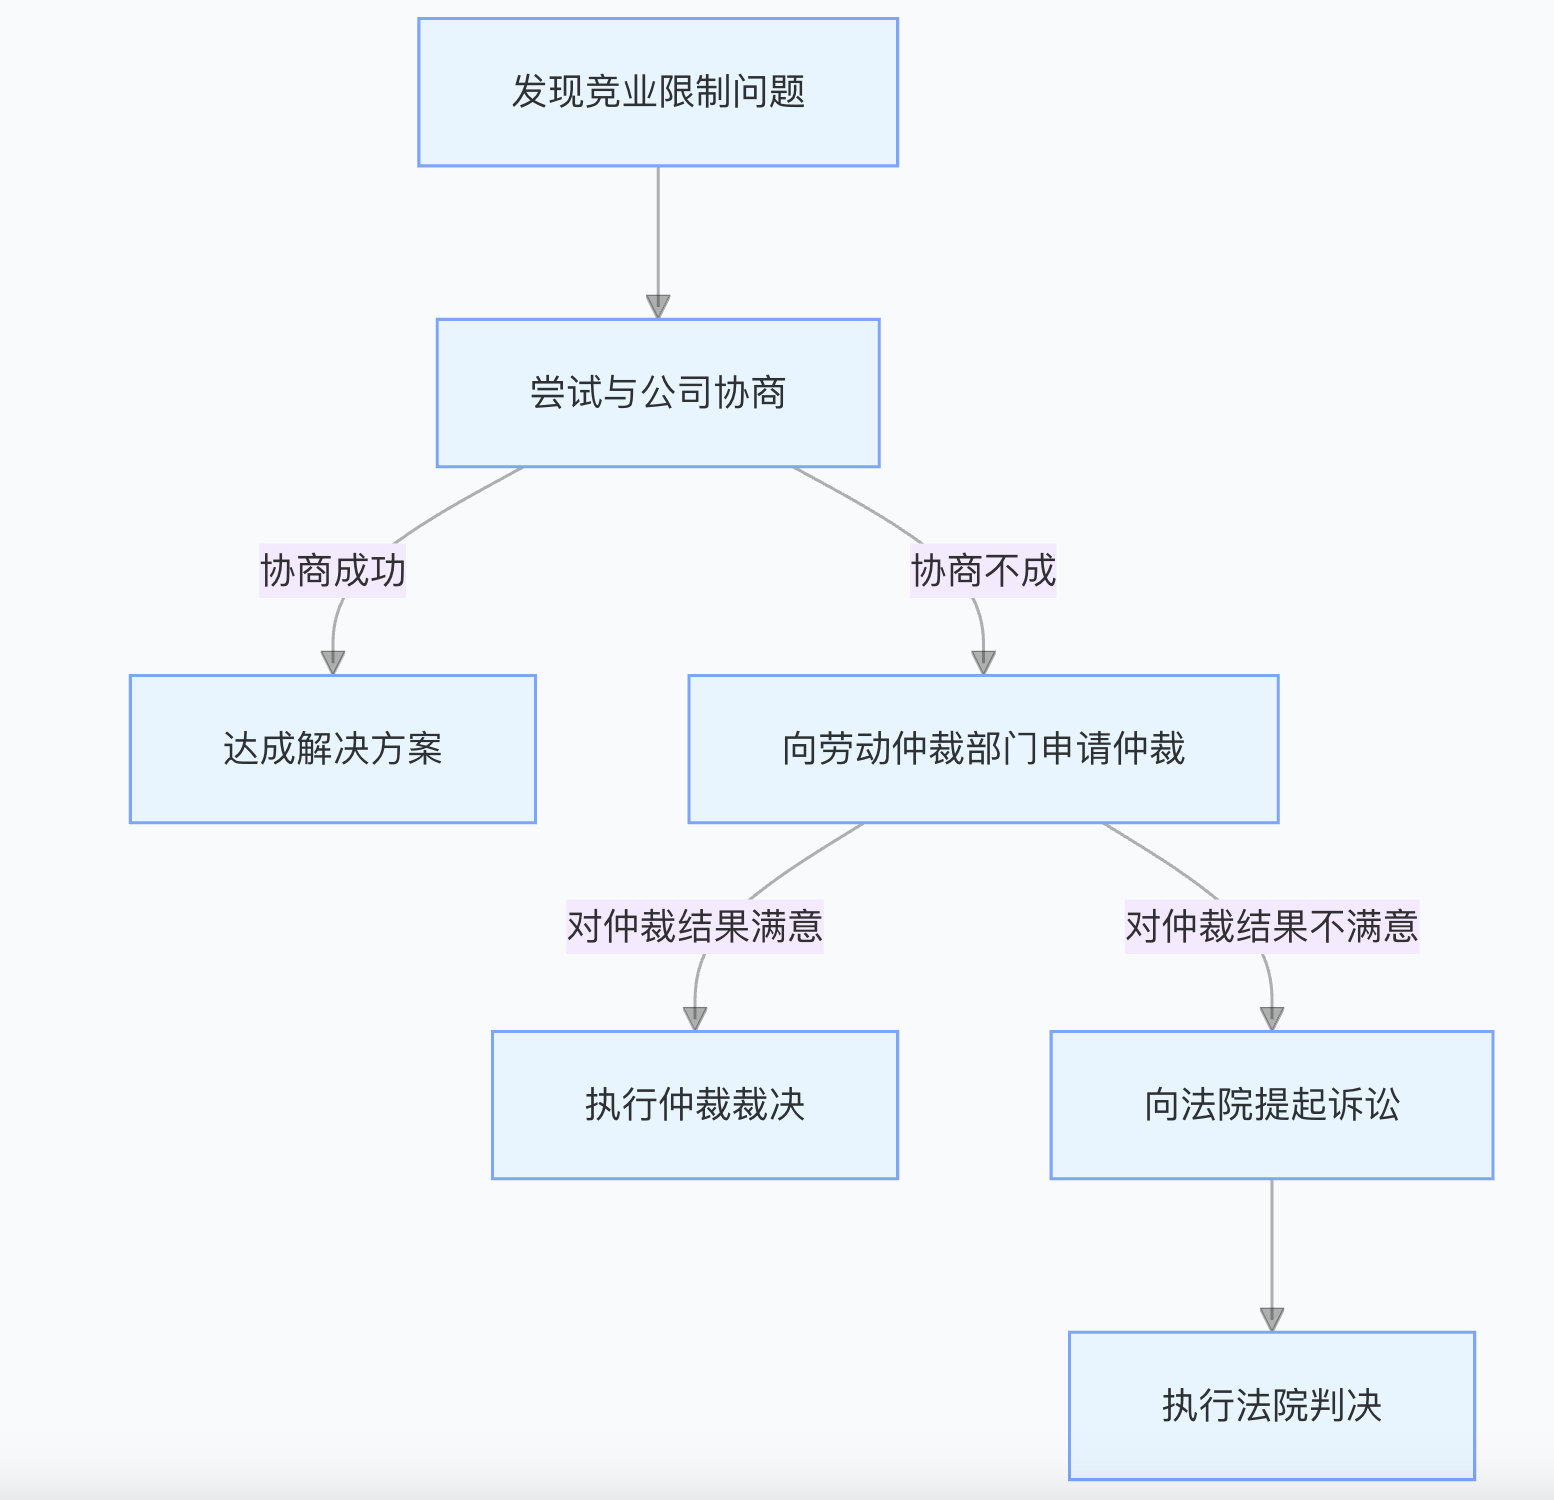 发现竞业限制问题
尝试与公司协商
协商成功
协商不成
达成解决方案
向劳动仲裁部门申请仲裁
对仲裁结果满意
对仲裁结果不满意
执行仲裁裁决
向法院提起诉讼
执行法院判决